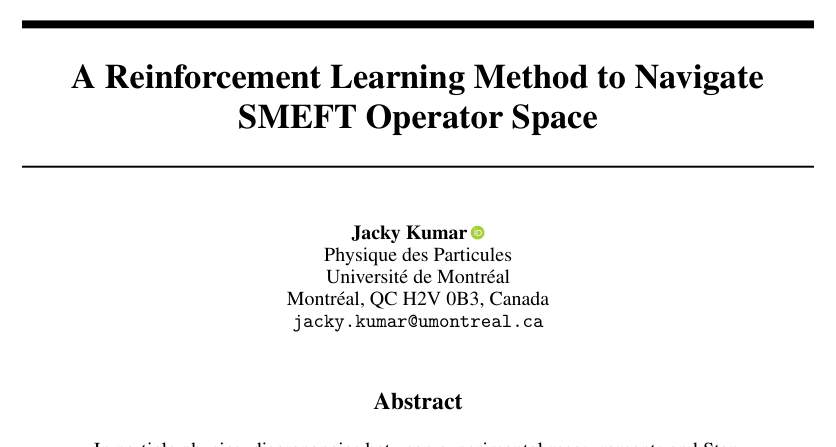 A Reinforcement Learning Method to Navigate
SMEFT Operator Space
Jacky Kumar
Physique des Particules
Université de Montréal
Montréal, QC H2V 0B3, Canada
jacky.kumar@umontreal.ca
Abstract